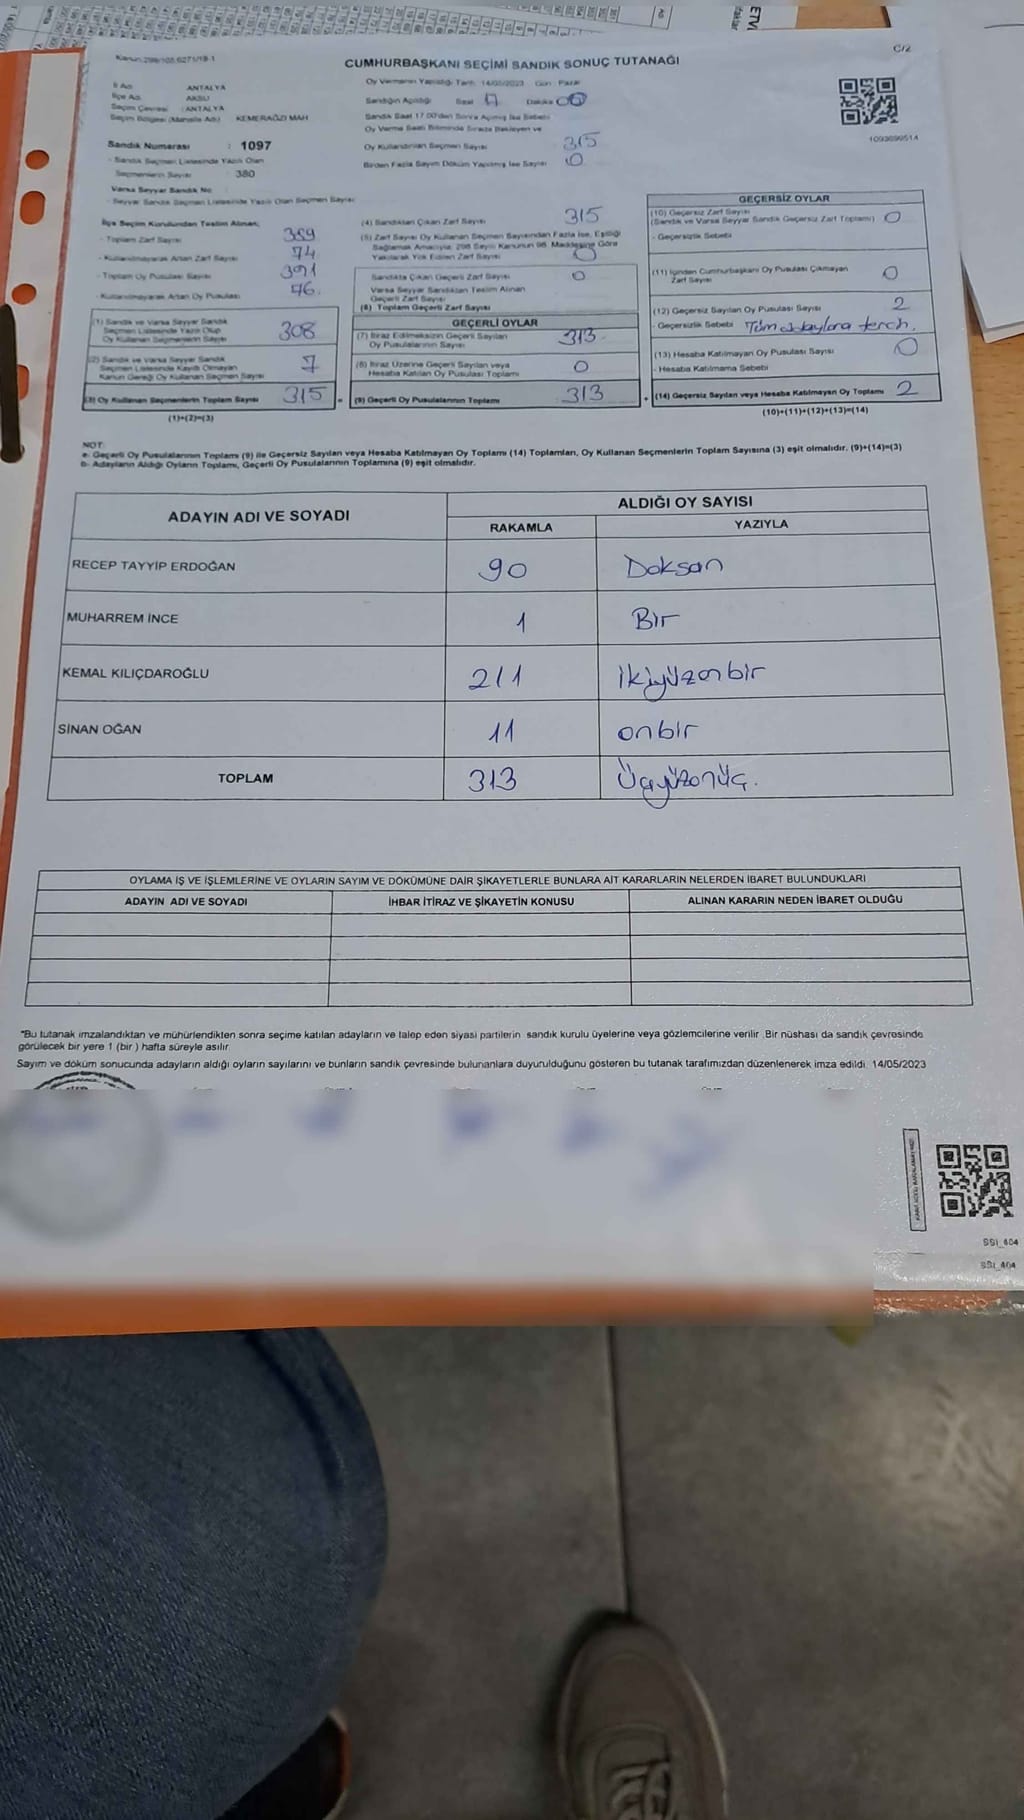 C/2
Kanun:298/105,6271/19-1
CUMHURBAŞKANI SEÇİMİ SANDIK SONUÇ TUTANAĞI
İl Adı ANTALYA
İlçe Adı AKSU
Seçim Çevresi : ANTALYA
Seçim Bölgesi (Mahalle Adı) KEMERAĞZI MAH
Sandık Numarası : 1097
- Sandık Seçmen Listesinde Yazılı Olan
Seçmenlerin Sayısı : 380
Varsa Seyyar Sandık No
- Seyyar Sandık Seçmen Listesinde Yazılı Olan Seçmen Sayısı
Oy Vermenin Yapıldığı Tarih 14/05/2023 Gün : Pazar
Sandığın Açıldığı Saat 17 Dakika 00
Sandık Saat 17.00'den Sonra Açılmış İse Sebebi
Oy Verme Saati Bitiminde Sırada Bekleyen ve
Oy Kullandırılan Seçmen Sayısı 315
Birden Fazla Sayım Döküm Yapılmış İse Sayısı 0
1093699514
İlçe Seçim Kurulundan Teslim Alınan;
- Toplam Zarf Sayısı 389
- Kullanılmayarak Artan Zarf Sayısı 74
- Toplam Oy Pusulası Sayısı 391
- Kullanılmayarak Artan Oy Pusulası 76.
(1) Sandık ve Varsa Seyyar Sandık
Seçmen Listesinde Yazılı Olup
Oy Kullanan Seçmenlerin Sayısı 308
(2) Sandık ve Varsa Seyyar Sandık
Seçmen Listesinde Kayıtlı Olmayan
Kanun Gereği Oy Kullanan Seçmen Sayısı 7
(3) Oy Kullanan Seçmenlerin Toplam Sayısı 315 =
(1)+(2)=(3)
(4) Sandıktan Çıkan Zarf Sayısı 315
(5) Zarf Sayısı Oy Kullanan Seçmen Sayısından Fazla İse, Eşitliği
Sağlamak Amacıyla, 298 Sayılı Kanunun 98. Maddesine Göre
Yakılarak Yok Edilen Zarf Sayısı 0
Sandıkta Çıkan Geçerli Zarf Sayısı 0
Varsa Seyyar Sandıktan Teslim Alınan
Geçerli Zarf Sayısı
(6) Toplam Geçerli Zarf Sayısı
GEÇERLİ OYLAR
(7) İtiraz Edilmeksizin Geçerli Sayılan
Oy Pusulalarının Sayısı 313
(8) İtiraz Üzerine Geçerli Sayılan veya
Hesaba Katılan Oy Pusulası Toplamı 0
(9) Geçerli Oy Pusulalarının Toplamı 313 +
GEÇERSİZ OYLAR
(10) Geçersiz Zarf Sayısı
(Sandık ve Varsa Seyyar Sandık Geçersiz Zarf Toplamı) 0
- Geçersizlik Sebebi
(11) İçinden Cumhurbaşkanı Oy Pusulası Çıkmayan
Zarf Sayısı 0
(12) Geçersiz Sayılan Oy Pusulası Sayısı 2
- Geçersizlik Sebebi Tüm adaylara terch.
(13) Hesaba Katılmayan Oy Pusulası Sayısı 0
- Hesaba Katılmama Sebebi
(14) Geçersiz Sayılan veya Hesaba Katılmayan Oy Toplamı 2
(10)+(11)+(12)+(13)=(14)
NOT:
a- Geçerli Oy Pusulalarının Toplamı (9) ile Geçersiz Sayılan veya Hesaba Katılmayan Oy Toplamı (14) Toplamları, Oy Kullanan Seçmenlerin Toplam Sayısına (3) eşit olmalıdır. (9)+(14)=(3)
b- Adayların Aldığı Oyların Toplamı, Geçerli Oy Pusulalarının Toplamına (9) eşit olmalıdır.
ADAYIN ADI VE SOYADI ALDIĞI OY SAYISI
RAKAMLA YAZIYLA
RECEP TAYYİP ERDOĞAN 90 Doksan
MUHARREM İNCE 1 Bir
KEMAL KILIÇDAROĞLU 211 ikiyüzonbir
SİNAN OĞAN 11 onbir
TOPLAM 313 Üçyüzonüç.
OYLAMA İŞ VE İŞLEMLERİNE VE OYLARIN SAYIM VE DÖKÜMÜNE DAİR ŞİKAYETLERLE BUNLARA AİT KARARLARIN NELERDEN İBARET BULUNDUKLARI
ADAYIN ADI VE SOYADI İHBAR İTİRAZ VE ŞİKAYETİN KONUSU ALINAN KARARIN NEDEN İBARET OLDUĞU
*Bu tutanak imzalandıktan ve mühürlendikten sonra seçime katılan adayların ve talep eden siyasi partilerin sandık kurulu üyelerine veya gözlemcilerine verilir. Bir nüshası da sandık çevresinde
görülecek bir yere 1 (bir ) hafta süreyle asılır.
Sayım ve döküm sonucunda adayların aldığı oyların sayılarını ve bunların sandık çevresinde bulunanlara duyurulduğunu gösteren bu tutanak tarafımızdan düzenlenerek imza edildi. 14/05/2023
SSI_404
SSI_404